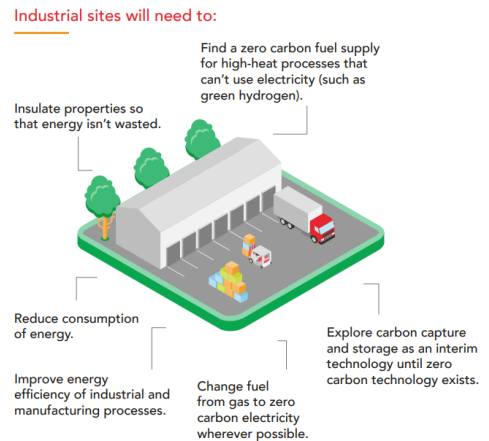 Industrial sites will need to:
Find a zero carbon fuel supply
for high-heat processes that
can’t use electricity (such as
green hydrogen).
Insulate properties so
that energy isn’t wasted.
Reduce consumption
of energy.
Explore carbon capture
and storage as an interim
technology until zero
carbon technology exists.
Improve energy
efficiency of industrial and
manufacturing processes.
Change fuel
from gas to zero
carbon electricity
wherever possible.